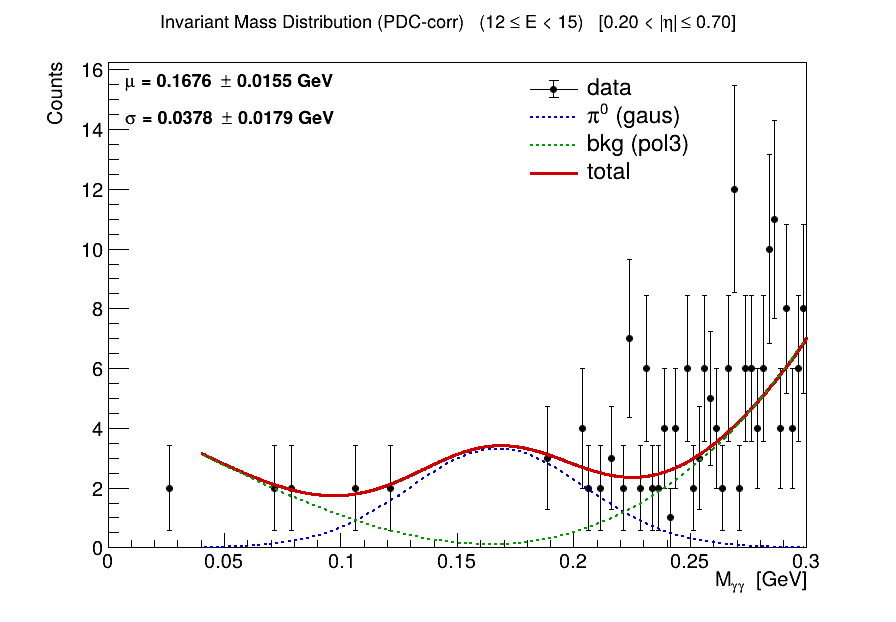 Invariant Mass Distribution (PDC-corr) (12 ≤ E < 15) [0.20 < |η| ≤ 0.70]
Counts
μ = 0.1676 ± 0.0155 GeV
σ = 0.0378 ± 0.0179 GeV
data
π⁰ (gaus)
bkg (pol3)
total
16
14
12
10
8
6
4
2
0
0 0.05 0.1 0.15 0.2 0.25 0.3
M_γγ [GeV]